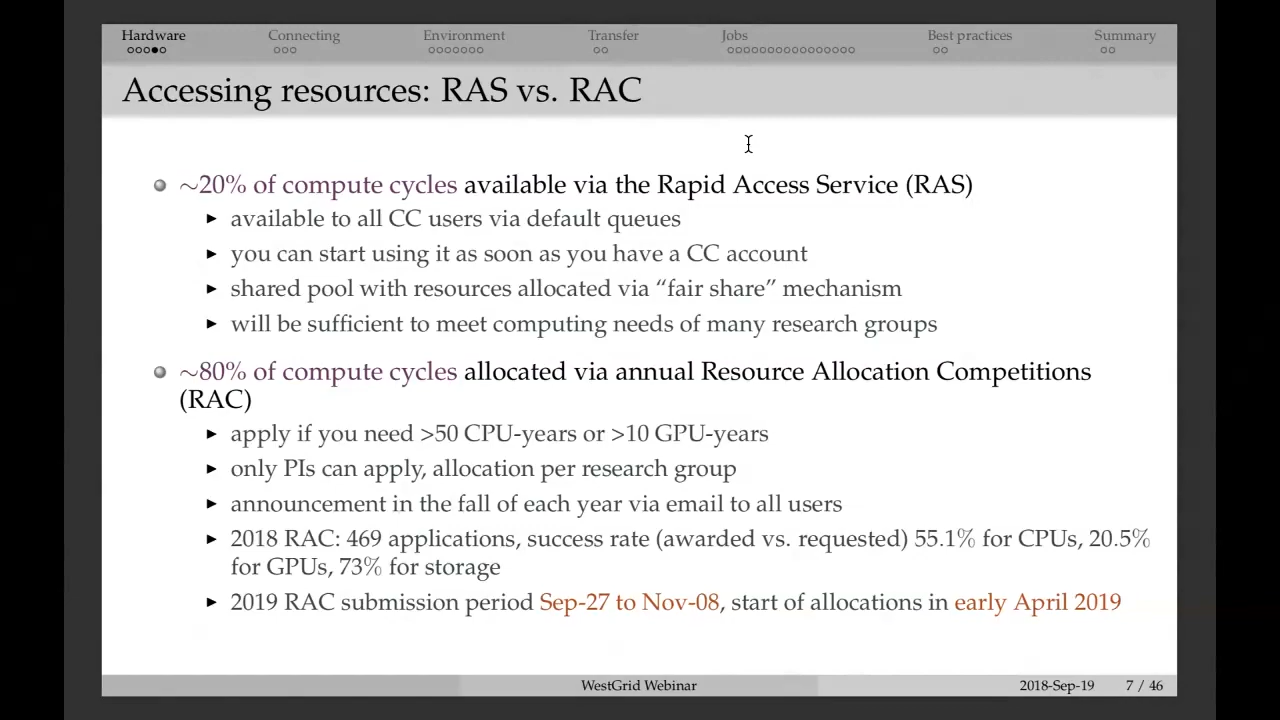 Hardware Connecting Environment Transfer Jobs Best practices Summary
Accessing resources: RAS vs. RAC
~20% of compute cycles available via the Rapid Access Service (RAS)
available to all CC users via default queues
you can start using it as soon as you have a CC account
shared pool with resources allocated via “fair share” mechanism
will be sufficient to meet computing needs of many research groups
~80% of compute cycles allocated via annual Resource Allocation Competitions
(RAC)
apply if you need >50 CPU-years or >10 GPU-years
only PIs can apply, allocation per research group
announcement in the fall of each year via email to all users
2018 RAC: 469 applications, success rate (awarded vs. requested) 55.1% for CPUs, 20.5%
for GPUs, 73% for storage
2019 RAC submission period Sep-27 to Nov-08, start of allocations in early April 2019
WestGrid Webinar 2018-Sep-19 7 / 46